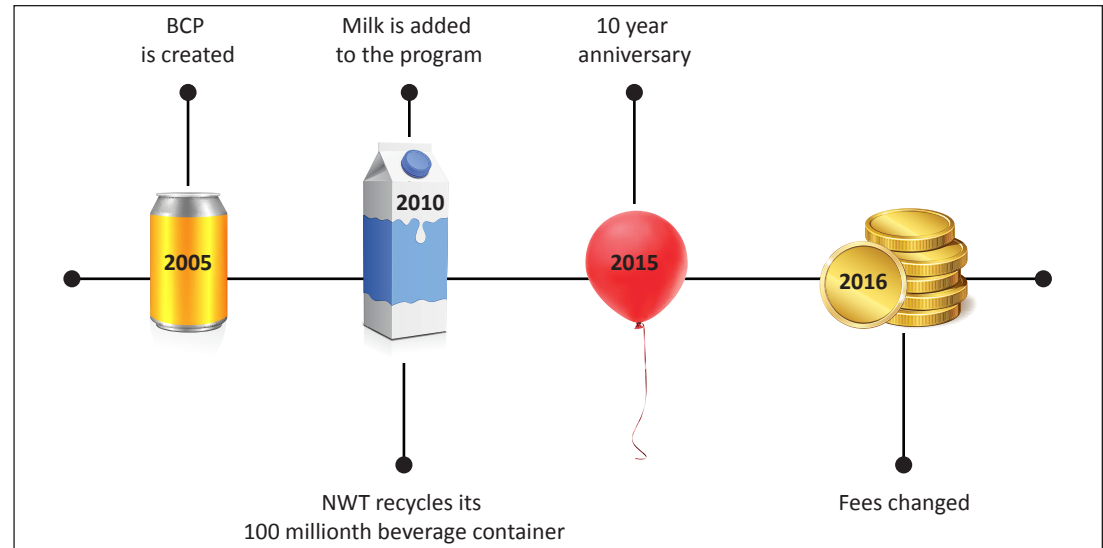 BCP
is created
Milk is added
to the program
10 year
anniversary
2005
2010
2015
2016
NWT recycles its
100 millionth beverage container
Fees changed